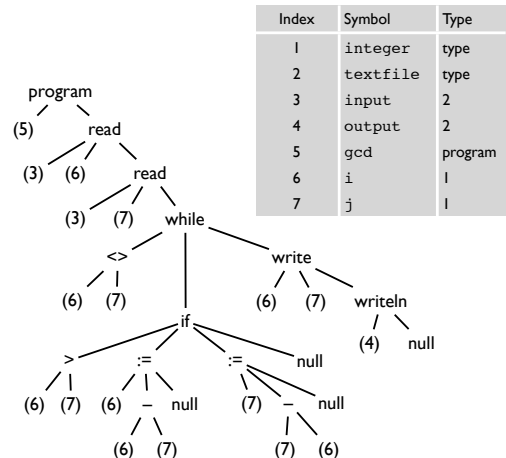 Index Symbol Type
1 integer type
2 textfile type
3 input 2
4 output 2
5 gcd program
6 i 1
7 j 1
program
(5) read
(3) (6) read
(3) (7) while
<> write
(6) (7) (6) (7) writeln
(4) null
if
> := := null
(6) (7) (6) − null (7) − null
(6) (7) (7) (6)